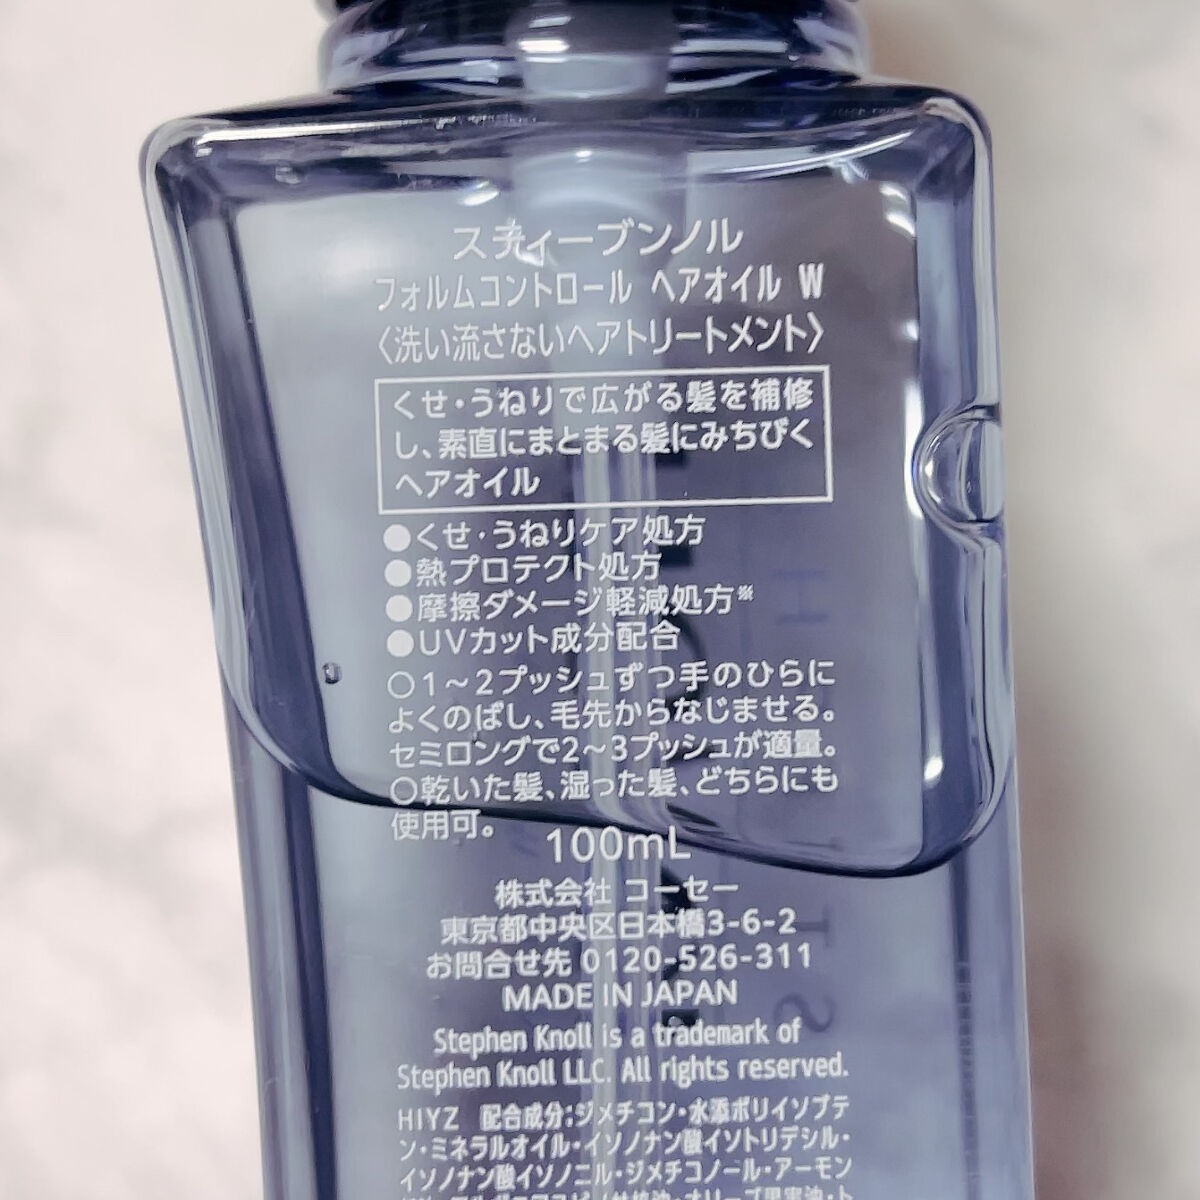 スティーブンノル
フォルムコントロール ヘアオイル W
〈洗い流さないヘアトリートメント〉
くせ・うねりで広がる髪を補修
し、素直にまとまる髪にみちびく
ヘアオイル
●くせ・うねりケア処方
●熱プロテクト処方
●摩擦ダメージ軽減処方※
●UVカット成分配合
○1～2プッシュずつ手のひらに
よくのばし、毛先からなじませる。
セミロングで2～3プッシュが適量。
○乾いた髪、湿った髪、どちらにも
使用可。
100mL
株式会社 コーセー
東京都中央区日本橋3-6-2
お問合せ先 0120-526-311
MADE IN JAPAN
Stephen Knoll is a trademark of
Stephen Knoll LLC. All rights reserved.
HIYZ 配合成分:ジメチコン・水添ポリイソブテ
ン・ミネラルオイル・イソノナン酸イソトリデシル・
イソノナン酸イソノニル・ジメチコノール・アーモン
オリーブ果実油・ト